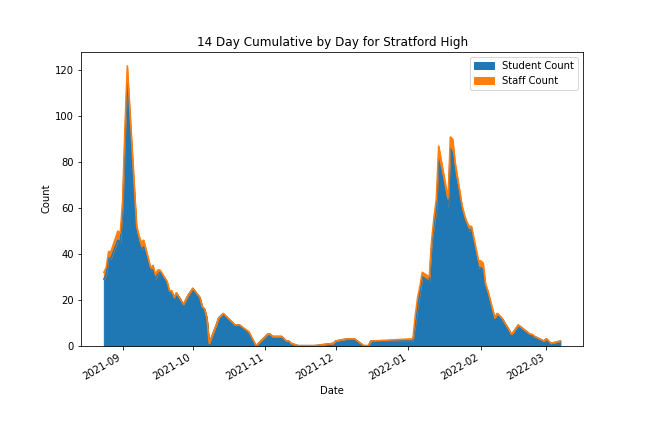 14 Day Cumulative by Day for Stratford High
Student Count
Staff Count
120
100
80
60
40
20
0
Count
2021-09
2021-10
2021-11
2021-12
2022-01
2022-02
2022-03
Date